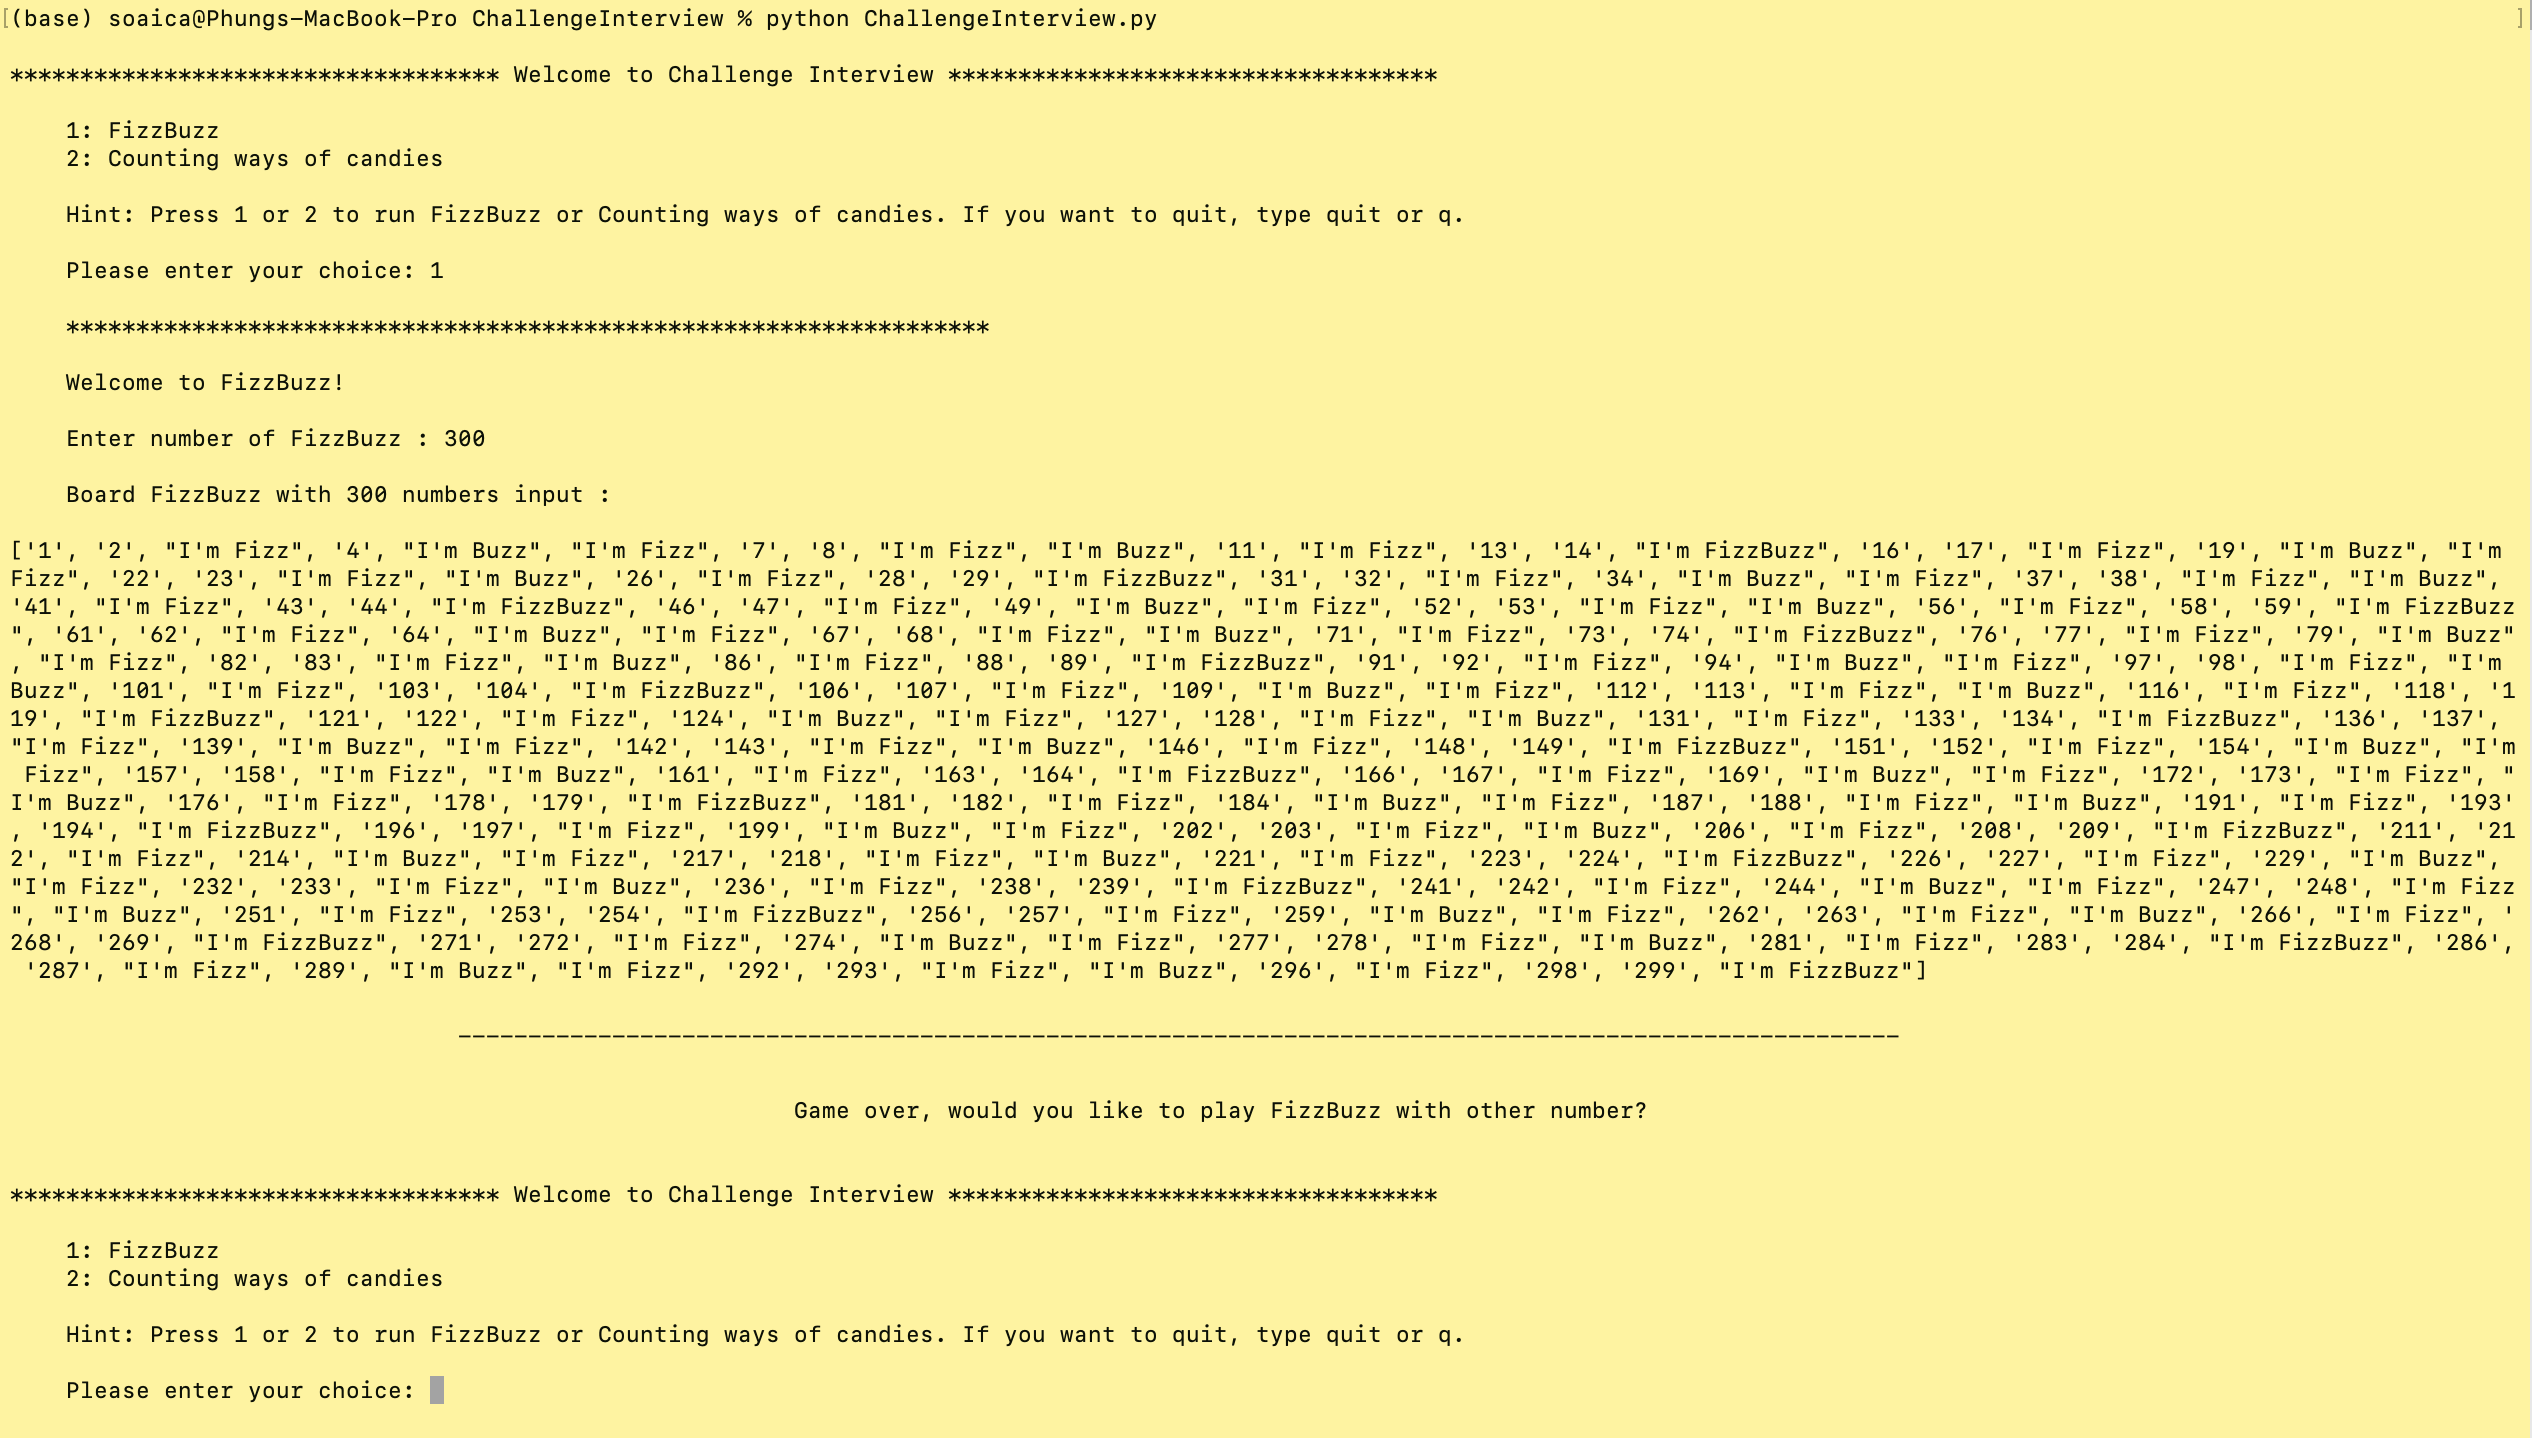 [(base) soaica@Phungs-MacBook-Pro ChallengeInterview % python ChallengeInterview.py ]
*********************************** Welcome to Challenge Interview ***********************************
1: FizzBuzz
2: Counting ways of candies
Hint: Press 1 or 2 to run FizzBuzz or Counting ways of candies. If you want to quit, type quit or q.
Please enter your choice: 1
******************************************************************
Welcome to FizzBuzz!
Enter number of FizzBuzz : 300
Board FizzBuzz with 300 numbers input :
['1', '2', "I'm Fizz", '4', "I'm Buzz", "I'm Fizz", '7', '8', "I'm Fizz", "I'm Buzz", '11', "I'm Fizz", '13', '14', "I'm FizzBuzz", '16', '17', "I'm Fizz", '19', "I'm Buzz", "I'm
Fizz", '22', '23', "I'm Fizz", "I'm Buzz", '26', "I'm Fizz", '28', '29', "I'm FizzBuzz", '31', '32', "I'm Fizz", '34', "I'm Buzz", "I'm Fizz", '37', '38', "I'm Fizz", "I'm Buzz",
'41', "I'm Fizz", '43', '44', "I'm FizzBuzz", '46', '47', "I'm Fizz", '49', "I'm Buzz", "I'm Fizz", '52', '53', "I'm Fizz", "I'm Buzz", '56', "I'm Fizz", '58', '59', "I'm FizzBuzz
", '61', '62', "I'm Fizz", '64', "I'm Buzz", "I'm Fizz", '67', '68', "I'm Fizz", "I'm Buzz", '71', "I'm Fizz", '73', '74', "I'm FizzBuzz", '76', '77', "I'm Fizz", '79', "I'm Buzz"
, "I'm Fizz", '82', '83', "I'm Fizz", "I'm Buzz", '86', "I'm Fizz", '88', '89', "I'm FizzBuzz", '91', '92', "I'm Fizz", '94', "I'm Buzz", "I'm Fizz", '97', '98', "I'm Fizz", "I'm
Buzz", '101', "I'm Fizz", '103', '104', "I'm FizzBuzz", '106', '107', "I'm Fizz", '109', "I'm Buzz", "I'm Fizz", '112', '113', "I'm Fizz", "I'm Buzz", '116', "I'm Fizz", '118', '1
19', "I'm FizzBuzz", '121', '122', "I'm Fizz", '124', "I'm Buzz", "I'm Fizz", '127', '128', "I'm Fizz", "I'm Buzz", '131', "I'm Fizz", '133', '134', "I'm FizzBuzz", '136', '137',
"I'm Fizz", '139', "I'm Buzz", "I'm Fizz", '142', '143', "I'm Fizz", "I'm Buzz", '146', "I'm Fizz", '148', '149', "I'm FizzBuzz", '151', '152', "I'm Fizz", '154', "I'm Buzz", "I'm
Fizz", '157', '158', "I'm Fizz", "I'm Buzz", '161', "I'm Fizz", '163', '164', "I'm FizzBuzz", '166', '167', "I'm Fizz", '169', "I'm Buzz", "I'm Fizz", '172', '173', "I'm Fizz", "
I'm Buzz", '176', "I'm Fizz", '178', '179', "I'm FizzBuzz", '181', '182', "I'm Fizz", '184', "I'm Buzz", "I'm Fizz", '187', '188', "I'm Fizz", "I'm Buzz", '191', "I'm Fizz", '193'
, '194', "I'm FizzBuzz", '196', '197', "I'm Fizz", '199', "I'm Buzz", "I'm Fizz", '202', '203', "I'm Fizz", "I'm Buzz", '206', "I'm Fizz", '208', '209', "I'm FizzBuzz", '211', '21
2', "I'm Fizz", '214', "I'm Buzz", "I'm Fizz", '217', '218', "I'm Fizz", "I'm Buzz", '221', "I'm Fizz", '223', '224', "I'm FizzBuzz", '226', '227', "I'm Fizz", '229', "I'm Buzz",
"I'm Fizz", '232', '233', "I'm Fizz", "I'm Buzz", '236', "I'm Fizz", '238', '239', "I'm FizzBuzz", '241', '242', "I'm Fizz", '244', "I'm Buzz", "I'm Fizz", '247', '248', "I'm Fizz
", "I'm Buzz", '251', "I'm Fizz", '253', '254', "I'm FizzBuzz", '256', '257', "I'm Fizz", '259', "I'm Buzz", "I'm Fizz", '262', '263', "I'm Fizz", "I'm Buzz", '266', "I'm Fizz", '
268', '269', "I'm FizzBuzz", '271', '272', "I'm Fizz", '274', "I'm Buzz", "I'm Fizz", '277', '278', "I'm Fizz", "I'm Buzz", '281', "I'm Fizz", '283', '284', "I'm FizzBuzz", '286',
'287', "I'm Fizz", '289', "I'm Buzz", "I'm Fizz", '292', '293', "I'm Fizz", "I'm Buzz", '296', "I'm Fizz", '298', '299', "I'm FizzBuzz"]
_______________________________________________________________________________________________________
Game over, would you like to play FizzBuzz with other number?
*********************************** Welcome to Challenge Interview ***********************************
1: FizzBuzz
2: Counting ways of candies
Hint: Press 1 or 2 to run FizzBuzz or Counting ways of candies. If you want to quit, type quit or q.
Please enter your choice: